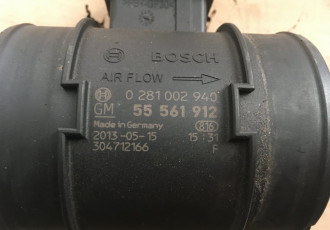 BOSCH
AIR FLOW
0 281 002 940
GM 55 561 912
Made in Germany 816
2013-05-15 15:31
304712166 F